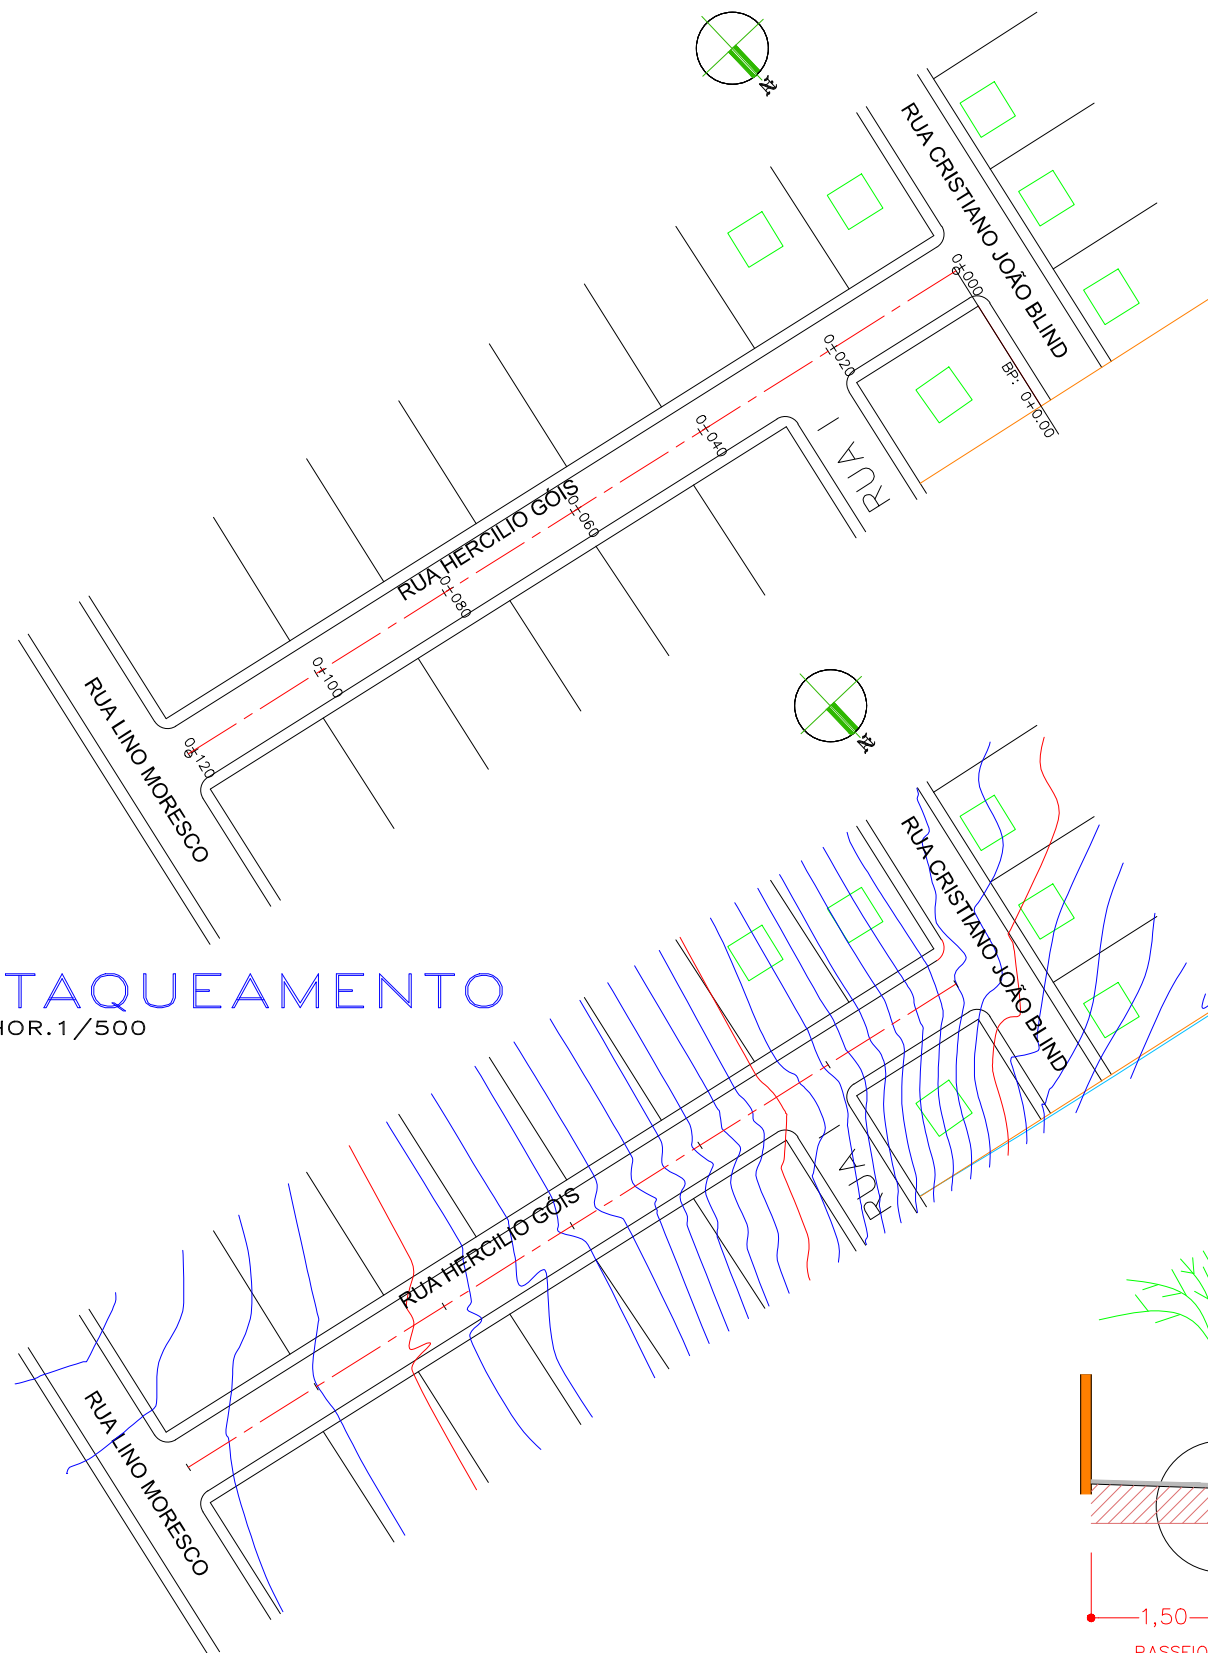 N
RUA CRISTIANO JOÃO BLIND
0+000
0+020
BP: 0+0.00
0+040
RUA I
0+060
RUA HERCILIO GÓIS
0+080
0+100
0+120
RUA LINO MORESCO
N
RUA CRISTIANO JOÃO BLIND
TAQUEAMENTO
HOR.1/500
RUA I
RUA HERCILIO GÓIS
RUA LINO MORESCO
1,50
PASSEIO